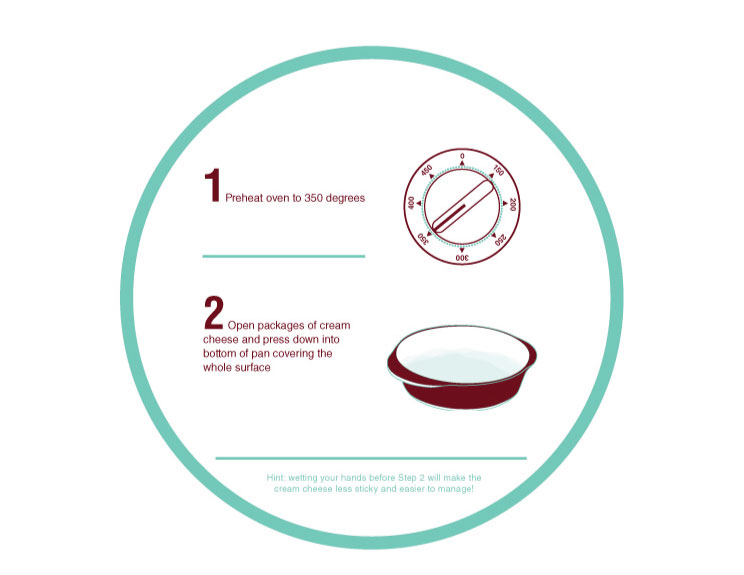 1 Preheat oven to 350 degrees
0
150
200
250
300
350
400
450
2 Open packages of cream
cheese and press down into
bottom of pan covering the
whole surface
Hint: wetting your hands before Step 2 will make the
cream cheese less sticky and easier to manage!